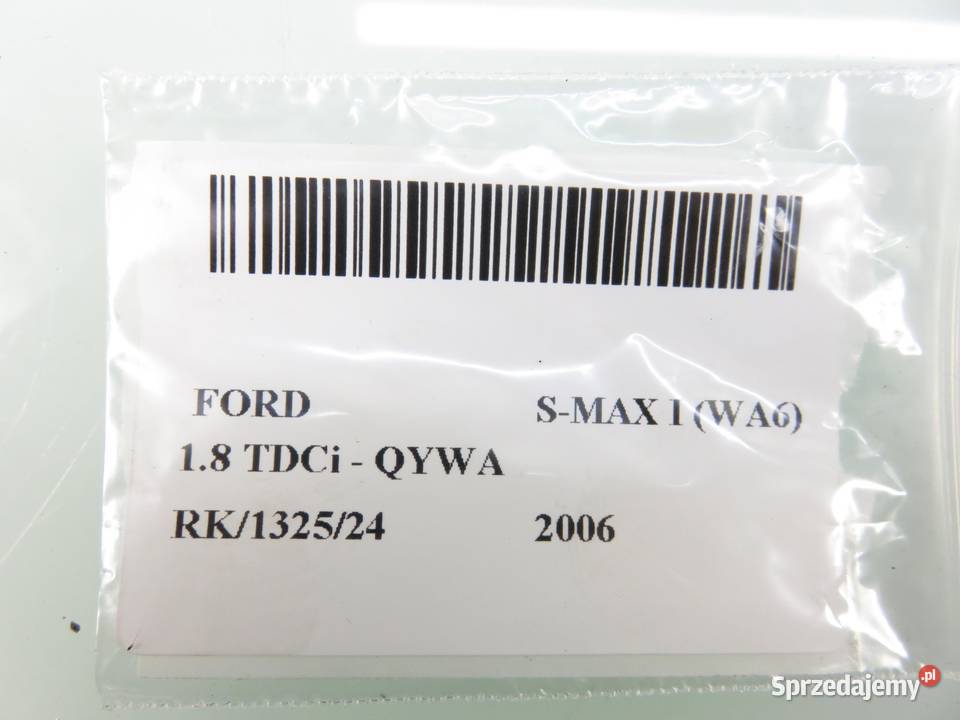 FORD S-MAX I (WA6)
1.8 TDCi - QYWA
RK/1325/24 2006
Sprzedajemy.pl